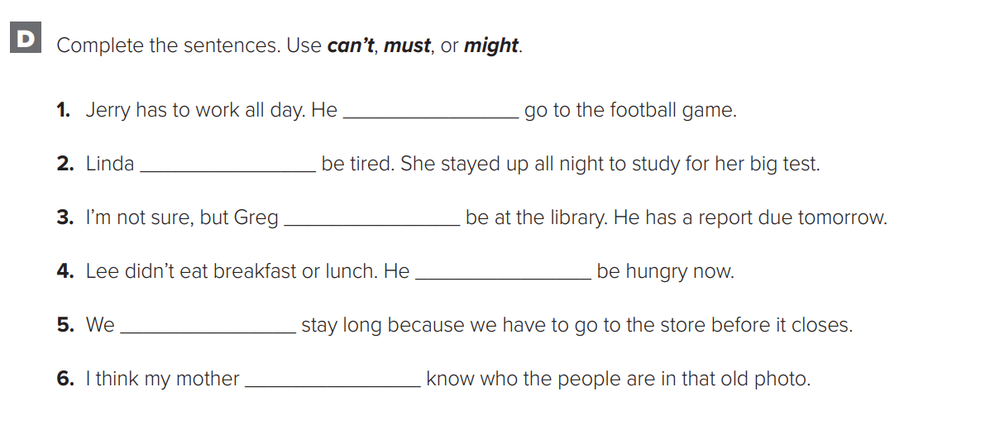 D Complete the sentences. Use can’t, must, or might.
1. Jerry has to work all day. He ________________ go to the football game.
2. Linda ________________ be tired. She stayed up all night to study for her big test.
3. I’m not sure, but Greg ________________ be at the library. He has a report due tomorrow.
4. Lee didn’t eat breakfast or lunch. He ________________ be hungry now.
5. We ________________ stay long because we have to go to the store before it closes.
6. I think my mother ________________ know who the people are in that old photo.